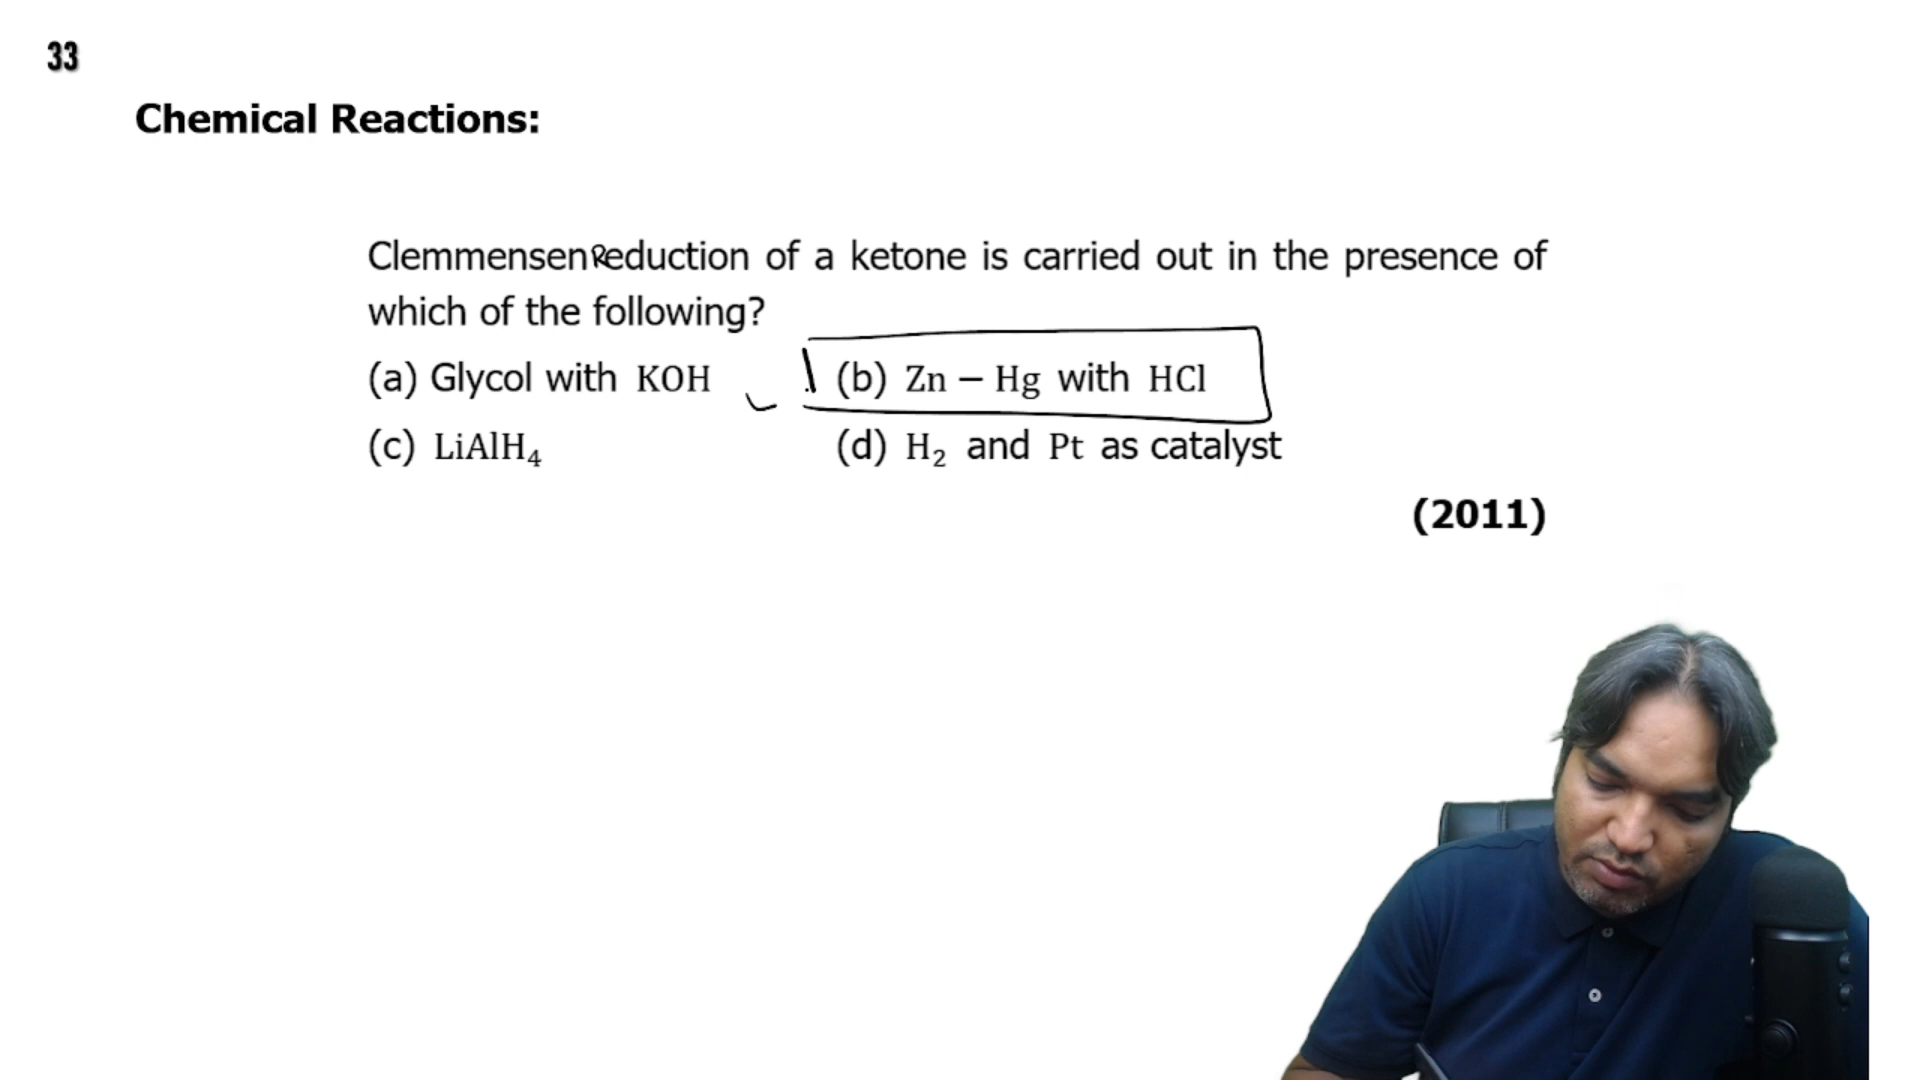 33
Chemical Reactions:
Clemmensen Reduction of a ketone is carried out in the presence of
which of the following?
(a) Glycol with KOH (b) Zn – Hg with HCl
(c) LiAlH₄ (d) H₂ and Pt as catalyst
(2011)